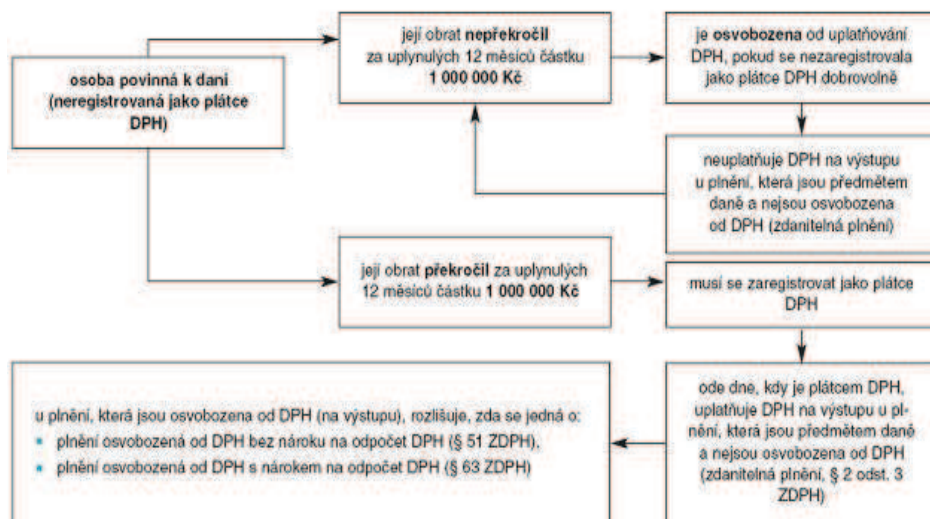 osoba povinná k dani
(neregistrovaná jako plátce
DPH)
její obrat nepřekročil
za uplynulých 12 měsíců částku
1 000 000 Kč
je osvobozena od uplatňování
DPH, pokud se nezaregistrovala
jako plátce DPH dobrovolně
neuplatňuje DPH na výstupu
u plnění, která jsou předmětem
daně a nejsou osvobozena
od DPH (zdanitelná plnění)
její obrat překročil za uplynulých
12 měsíců částku 1 000 000 Kč
musí se zaregistrovat jako plátce
DPH
ode dne, kdy je plátcem DPH,
uplatňuje DPH na výstupu u pl-
nění, která jsou předmětem daně
a nejsou osvobozena od DPH
(zdanitelná plnění, § 2 odst. 3
ZDPH)
u plnění, která jsou osvobozena od DPH (na výstupu), rozlišuje, zda se jedná o:
▪ plnění osvobozená od DPH bez nároku na odpočet DPH (§ 51 ZDPH),
▪ plnění osvobozená od DPH s nárokem na odpočet DPH (§ 63 ZDPH)